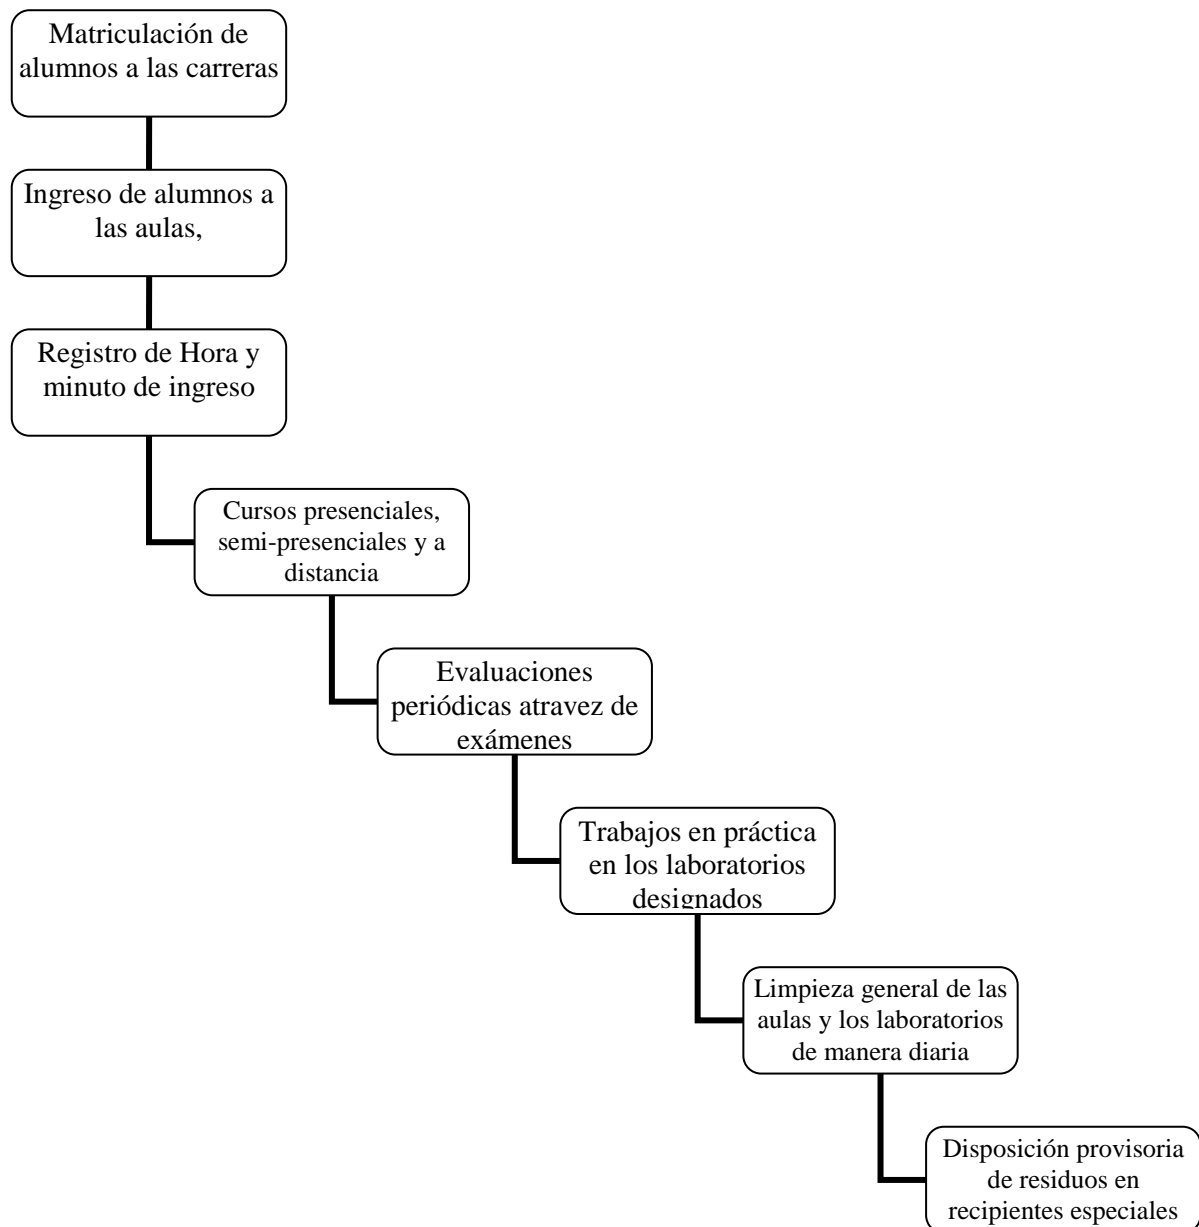 Matriculación de
alumnos a las carreras
Ingreso de alumnos a
las aulas,
Registro de Hora y
minuto de ingreso
Cursos presenciales,
semi-presenciales y a
distancia
Evaluaciones
periódicas atravez de
exámenes
Trabajos en práctica
en los laboratorios
designados
Limpieza general de las
aulas y los laboratorios
de manera diaria
Disposición provisoria
de residuos en
recipientes especiales